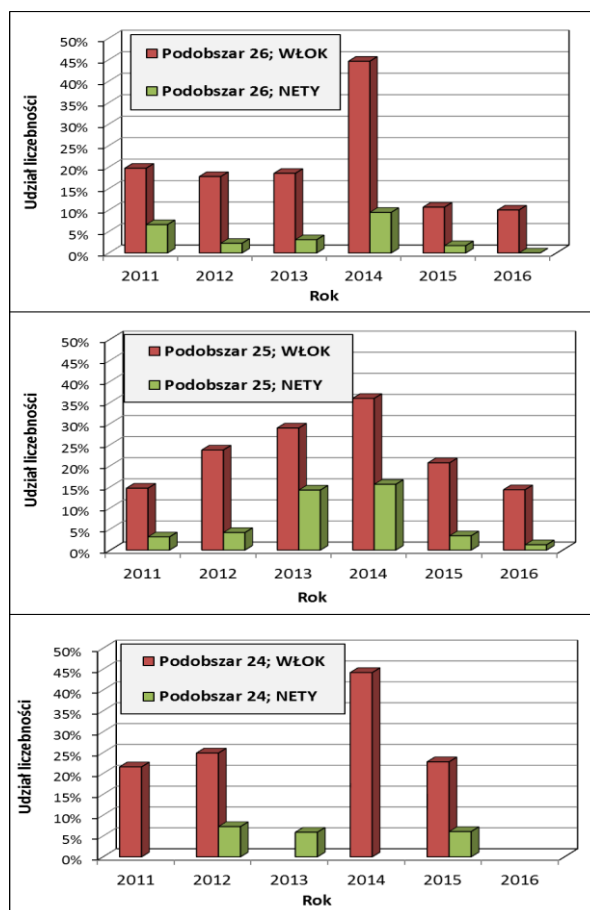 Udział liczebności
50%
45%
40%
35%
30%
25%
20%
15%
10%
5%
0%
Podobszar 26; WŁOK
Podobszar 26; NETY
2011 2012 2013 2014 2015 2016
Rok
Udział liczebności
50%
45%
40%
35%
30%
25%
20%
15%
10%
5%
0%
Podobszar 25; WŁOK
Podobszar 25; NETY
2011 2012 2013 2014 2015 2016
Rok
Udział liczebności
50%
45%
40%
35%
30%
25%
20%
15%
10%
5%
0%
Podobszar 24; WŁOK
Podobszar 24; NETY
2011 2012 2013 2014 2015 2016
Rok